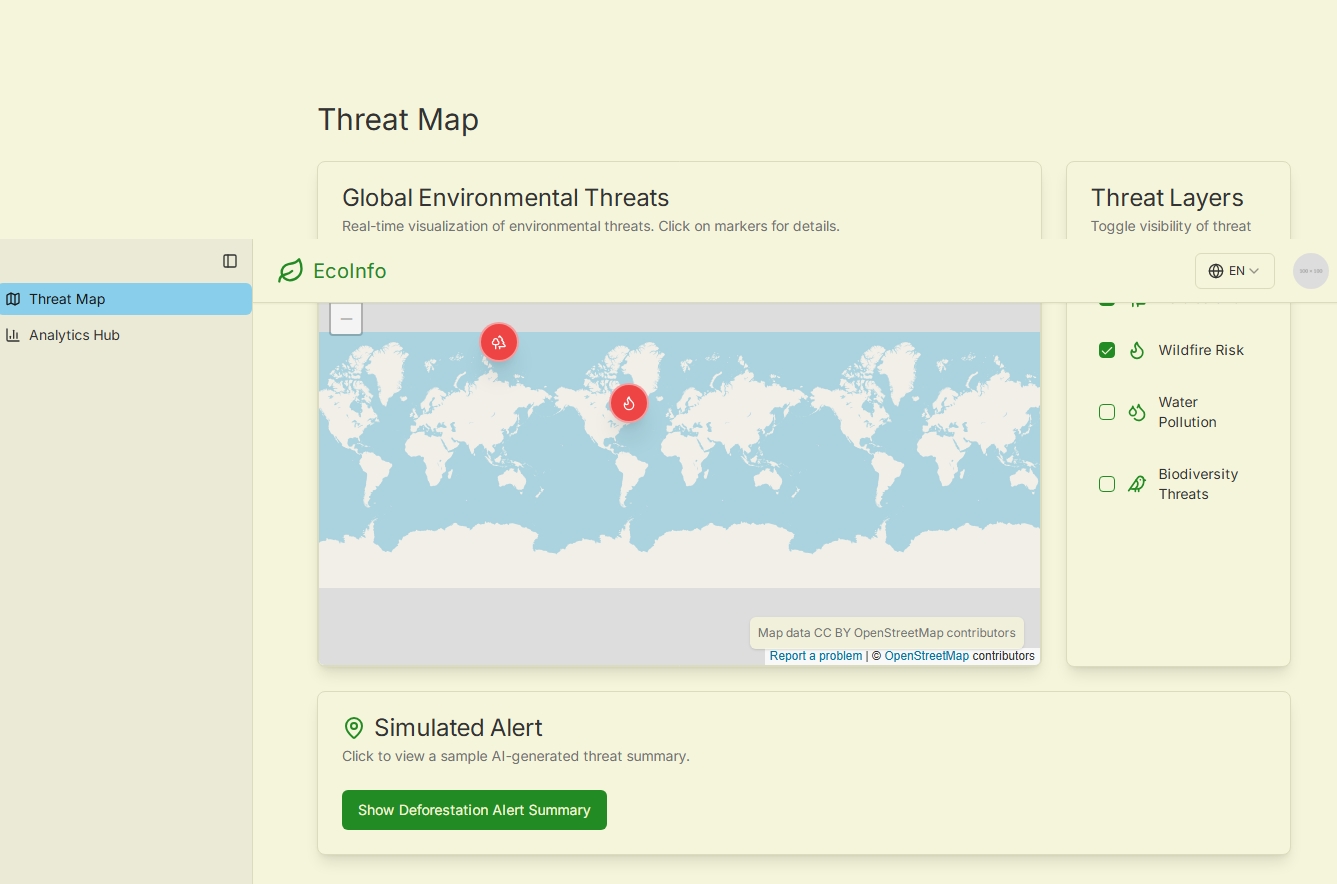 Threat Map
Global Environmental Threats
Real-time visualization of environmental threats. Click on markers for details.
Threat Layers
Toggle visibility of threat
EcoInfo
EN
Threat Map
Analytics Hub
Wildfire Risk
Water
Pollution
Biodiversity
Threats
Map data CC BY OpenStreetMap contributors
Report a problem | © OpenStreetMap contributors
Simulated Alert
Click to view a sample AI-generated threat summary.
Show Deforestation Alert Summary